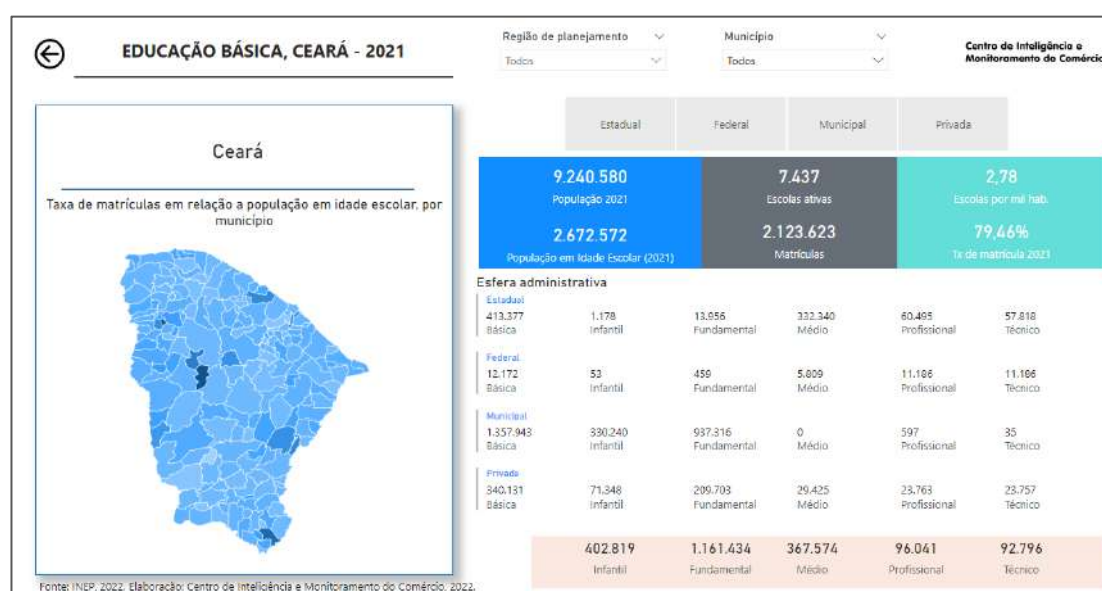 EDUCAÇÃO BÁSICA, CEARÁ - 2021
Região de planejamento
Todos
Município
Todos
Centro de Inteligência e
Monitoramento do Comércio
Estadual Federal Municipal Privada
Ceará
Taxa de matrículas em relação a população em idade escolar, por
município
9.240.580
População 2021
2.672.572
População em Idade Escolar (2021)
7.437
Escolas ativas
2.123.623
Matrículas
2,78
Escolas por mil hab.
79,46%
Tx de matrícula 2021
Esfera administrativa
Estadual
413.377 1.178 13.956 332.340 60.495 57.818
Básica Infantil Fundamental Médio Profissional Técnico
Federal
12.172 53 459 5.809 11.186 11.186
Básica Infantil Fundamental Médio Profissional Técnico
Municipal
1.357.943 330.240 937.316 0 597 35
Básica Infantil Fundamental Médio Profissional Técnico
Privada
340.131 71.348 209.703 29.425 23.763 23.757
Básica Infantil Fundamental Médio Profissional Técnico
402.819 1.161.434 367.574 96.041 92.796
Infantil Fundamental Médio Profissional Técnico
Fonte: INEP, 2022. Elaboração: Centro de Inteligência e Monitoramento do Comércio, 2022.